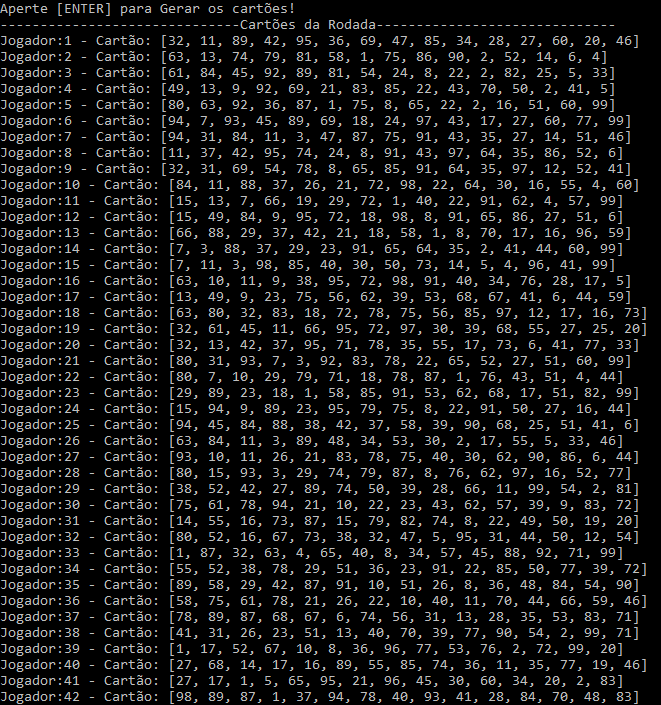 Aperte [ENTER] para Gerar os cartões!
------------------------------Cartões da Rodada------------------------------
Jogador:1 - Cartão: [32, 11, 89, 42, 95, 36, 69, 47, 85, 34, 28, 27, 60, 20, 46]
Jogador:2 - Cartão: [63, 13, 74, 79, 81, 58, 1, 75, 86, 90, 2, 52, 14, 6, 4]
Jogador:3 - Cartão: [61, 84, 45, 92, 89, 81, 54, 24, 8, 22, 2, 82, 25, 5, 33]
Jogador:4 - Cartão: [49, 13, 9, 92, 69, 21, 83, 85, 22, 43, 70, 50, 2, 41, 5]
Jogador:5 - Cartão: [80, 63, 92, 36, 87, 1, 75, 8, 65, 22, 2, 16, 51, 60, 99]
Jogador:6 - Cartão: [94, 7, 93, 45, 89, 69, 18, 24, 97, 43, 17, 27, 60, 77, 99]
Jogador:7 - Cartão: [94, 31, 84, 11, 3, 47, 87, 75, 91, 43, 35, 27, 14, 51, 46]
Jogador:8 - Cartão: [11, 37, 42, 95, 74, 24, 8, 91, 43, 97, 64, 35, 86, 52, 6]
Jogador:9 - Cartão: [32, 31, 69, 54, 78, 8, 65, 85, 91, 64, 35, 97, 12, 52, 41]
Jogador:10 - Cartão: [84, 11, 88, 37, 26, 21, 72, 98, 22, 64, 30, 16, 55, 4, 60]
Jogador:11 - Cartão: [15, 13, 7, 66, 19, 29, 72, 1, 40, 22, 91, 62, 4, 57, 99]
Jogador:12 - Cartão: [15, 49, 84, 9, 95, 72, 18, 98, 8, 91, 65, 86, 27, 51, 6]
Jogador:13 - Cartão: [66, 88, 29, 37, 42, 21, 18, 58, 1, 8, 70, 17, 16, 96, 59]
Jogador:14 - Cartão: [7, 3, 88, 37, 29, 23, 91, 65, 64, 35, 2, 41, 44, 60, 99]
Jogador:15 - Cartão: [7, 11, 3, 98, 85, 40, 30, 50, 73, 14, 5, 4, 96, 41, 99]
Jogador:16 - Cartão: [63, 10, 11, 9, 38, 95, 72, 98, 91, 40, 34, 76, 28, 17, 5]
Jogador:17 - Cartão: [13, 49, 9, 23, 75, 56, 62, 39, 53, 68, 67, 41, 6, 44, 59]
Jogador:18 - Cartão: [63, 80, 32, 83, 18, 72, 78, 75, 56, 85, 97, 12, 17, 16, 73]
Jogador:19 - Cartão: [32, 61, 45, 11, 66, 95, 72, 97, 30, 39, 68, 55, 27, 25, 20]
Jogador:20 - Cartão: [32, 13, 42, 37, 95, 71, 78, 35, 55, 17, 73, 6, 41, 77, 33]
Jogador:21 - Cartão: [80, 31, 93, 7, 3, 92, 83, 78, 22, 65, 52, 27, 51, 60, 99]
Jogador:22 - Cartão: [80, 7, 10, 29, 79, 71, 18, 78, 87, 1, 76, 43, 51, 4, 44]
Jogador:23 - Cartão: [29, 89, 23, 18, 1, 58, 85, 91, 53, 62, 68, 17, 51, 82, 99]
Jogador:24 - Cartão: [15, 94, 9, 89, 23, 95, 79, 75, 8, 22, 91, 50, 27, 16, 44]
Jogador:25 - Cartão: [94, 45, 84, 88, 38, 42, 37, 58, 39, 90, 68, 25, 51, 41, 6]
Jogador:26 - Cartão: [63, 84, 11, 3, 89, 48, 34, 53, 30, 2, 17, 55, 5, 33, 46]
Jogador:27 - Cartão: [93, 10, 11, 26, 21, 83, 78, 75, 40, 30, 62, 90, 86, 6, 44]
Jogador:28 - Cartão: [80, 15, 93, 3, 29, 74, 79, 87, 8, 76, 62, 97, 16, 52, 77]
Jogador:29 - Cartão: [38, 52, 42, 27, 89, 74, 50, 39, 28, 66, 11, 99, 54, 2, 81]
Jogador:30 - Cartão: [75, 61, 78, 94, 21, 10, 22, 23, 43, 62, 57, 39, 9, 83, 72]
Jogador:31 - Cartão: [14, 55, 16, 73, 87, 15, 79, 82, 74, 8, 22, 49, 50, 19, 20]
Jogador:32 - Cartão: [80, 52, 16, 67, 73, 38, 32, 47, 5, 95, 31, 44, 50, 12, 54]
Jogador:33 - Cartão: [1, 87, 32, 63, 4, 65, 40, 8, 34, 57, 45, 88, 92, 71, 99]
Jogador:34 - Cartão: [55, 52, 38, 78, 29, 51, 36, 23, 91, 22, 85, 50, 77, 39, 72]
Jogador:35 - Cartão: [89, 58, 29, 42, 87, 91, 10, 51, 26, 8, 36, 48, 84, 54, 90]
Jogador:36 - Cartão: [58, 75, 61, 78, 21, 26, 22, 10, 40, 11, 70, 44, 66, 59, 46]
Jogador:37 - Cartão: [78, 89, 87, 68, 67, 6, 74, 56, 31, 13, 28, 35, 53, 83, 71]
Jogador:38 - Cartão: [41, 31, 26, 23, 51, 13, 40, 70, 39, 77, 90, 54, 2, 99, 71]
Jogador:39 - Cartão: [1, 17, 52, 67, 10, 8, 36, 96, 77, 53, 76, 2, 72, 99, 20]
Jogador:40 - Cartão: [27, 68, 14, 17, 16, 89, 55, 85, 74, 36, 11, 35, 77, 19, 46]
Jogador:41 - Cartão: [27, 17, 1, 5, 65, 95, 21, 96, 45, 30, 60, 34, 20, 2, 83]
Jogador:42 - Cartão: [98, 89, 87, 1, 37, 94, 78, 40, 93, 41, 28, 84, 70, 48, 83]